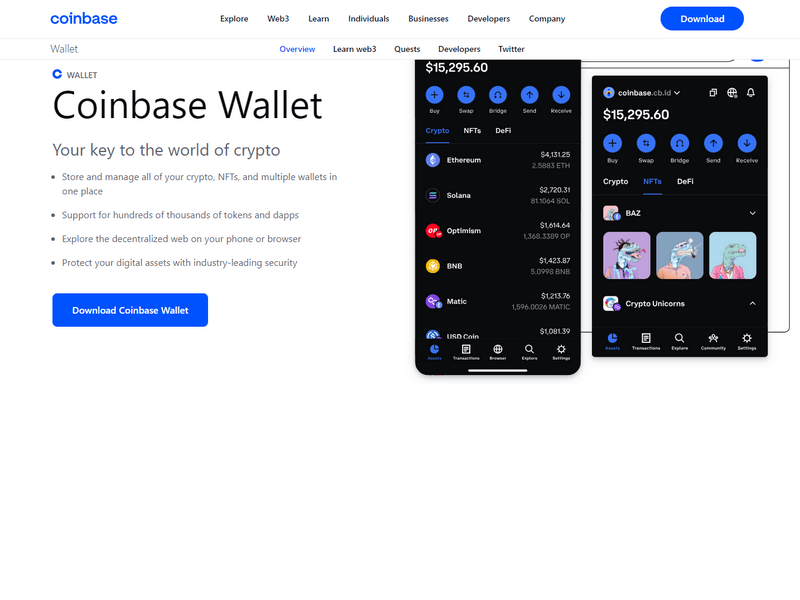 coinbase
Explore Web3 Learn Individuals Businesses Developers Company
Download
Wallet
Overview Learn web3 Quests Developers Twitter
WALLET
Coinbase Wallet
Your key to the world of crypto
Store and manage all of your crypto, NFTs, and multiple wallets in
one place
Support for hundreds of thousands of tokens and dapps
Explore the decentralized web on your phone or browser
Protect your digital assets with industry-leading security
Download Coinbase Wallet
$15,295.60
Buy Swap Bridge Send Receive
Crypto NFTs DeFi
Ethereum $4,131.25
2.5883 ETH
Solana $2,720.31
81.1064 SOL
OP Optimism $1,614.64
1,368.3389 OP
BNB $1,423.87
5.0998 BNB
Matic $1,213.76
1,596.0026 MATIC
USD Coin $1,081.39
Assets Transactions Browser Explore Settings
coinbase.cb.id
$15,295.60
Buy Swap Bridge Send Receive
Crypto NFTs DeFi
BAZ
Crypto Unicorns
Assets Transactions Explore Community Settings